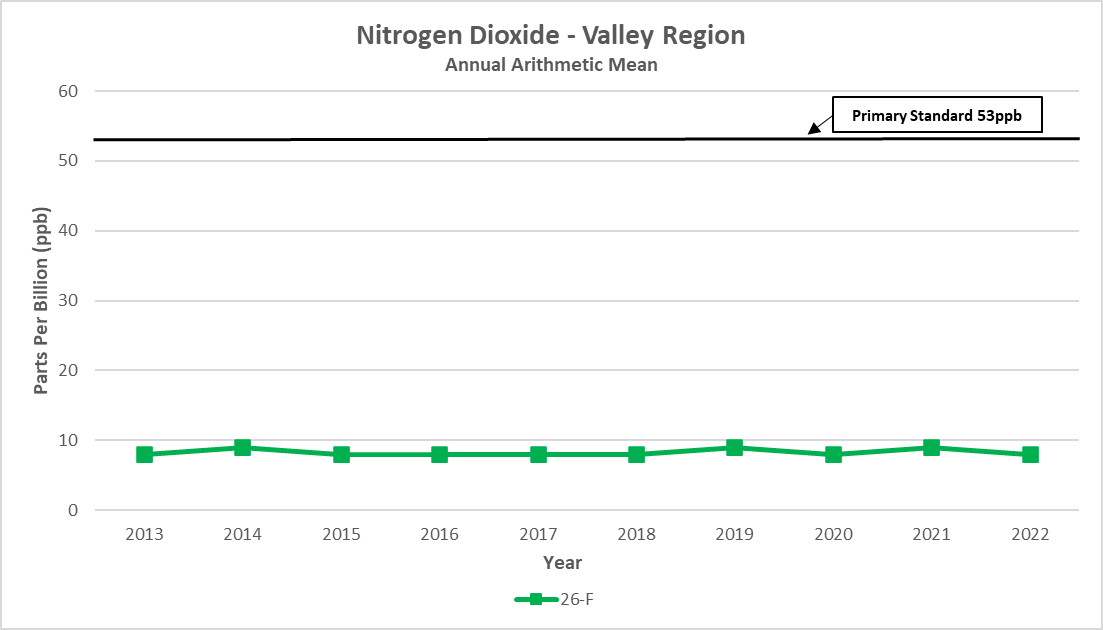 Nitrogen Dioxide - Valley Region
Annual Arithmetic Mean
Primary Standard 53ppb
Parts Per Billion (ppb)
60
50
40
30
20
10
0
2013 2014 2015 2016 2017 2018 2019 2020 2021 2022
Year
26-F